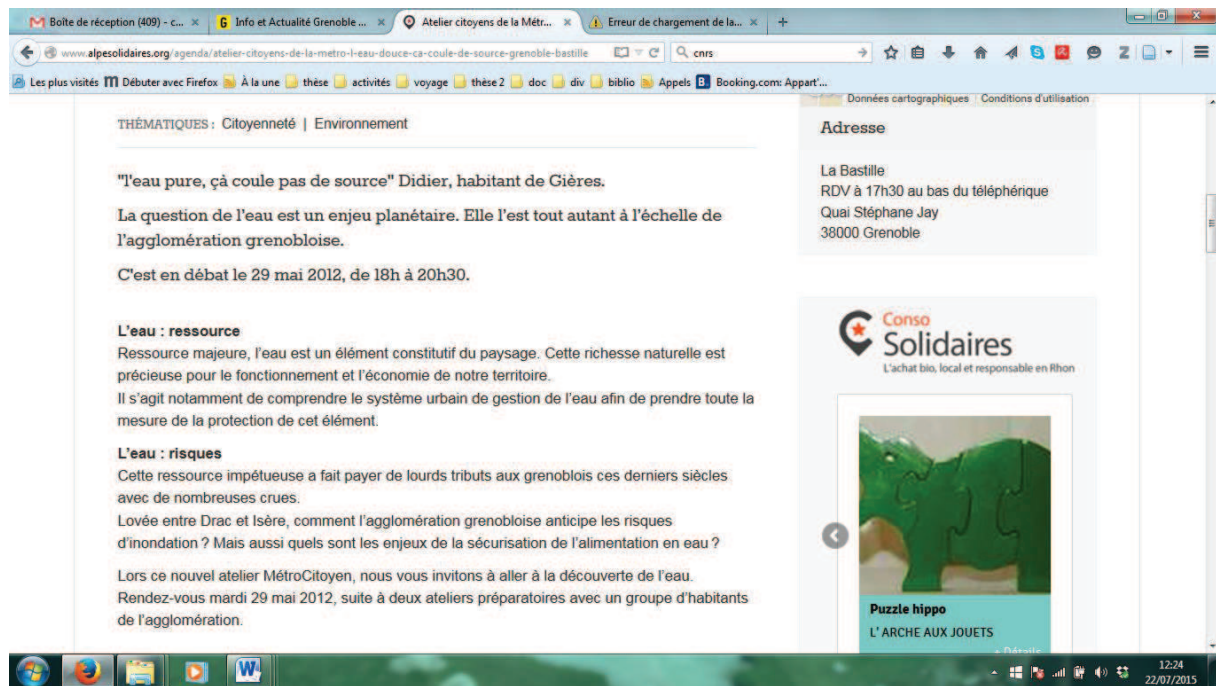 Boîte de réception (409) - c...
Info et Actualité Grenoble ...
Atelier citoyens de la Métr...
Erreur de chargement de la...
www.alpesolidaires.org/agenda/atelier-citoyens-de-la-metro-l-eau-douce-ca-coule-de-source-grenoble-bastille
cnrs
Les plus visités Débuter avec Firefox À la une thèse activités voyage thèse 2 doc div biblio Appels B. Booking.com: Appart'...
THÉMATIQUES : Citoyenneté | Environnement
"l'eau pure, çà coule pas de source" Didier, habitant de Gières.
La question de l'eau est un enjeu planétaire. Elle l'est tout autant à l'échelle de
l'agglomération grenobloise.
C'est en débat le 29 mai 2012, de 18h à 20h30.
L'eau : ressource
Ressource majeure, l'eau est un élément constitutif du paysage. Cette richesse naturelle est
précieuse pour le fonctionnement et l'économie de notre territoire.
Il s'agit notamment de comprendre le système urbain de gestion de l'eau afin de prendre toute la
mesure de la protection de cet élément.
L'eau : risques
Cette ressource impétueuse a fait payer de lourds tributs aux grenoblois ces derniers siècles
avec de nombreuses crues.
Lovée entre Drac et Isère, comment l'agglomération grenobloise anticipe les risques
d'inondation ? Mais aussi quels sont les enjeux de la sécurisation de l'alimentation en eau ?
Lors ce nouvel atelier MétroCitoyen, nous vous invitons à aller à la découverte de l'eau.
Rendez-vous mardi 29 mai 2012, suite à deux ateliers préparatoires avec un groupe d'habitants
de l'agglomération.
Données cartographiques Conditions d'utilisation
Adresse
La Bastille
RDV à 17h30 au bas du téléphérique
Quai Stéphane Jay
38000 Grenoble
Conso
Solidaires
L'achat bio, local et responsable en Rhon
Puzzle hippo
L' ARCHE AUX JOUETS
+ Détails
12:24
22/07/2015